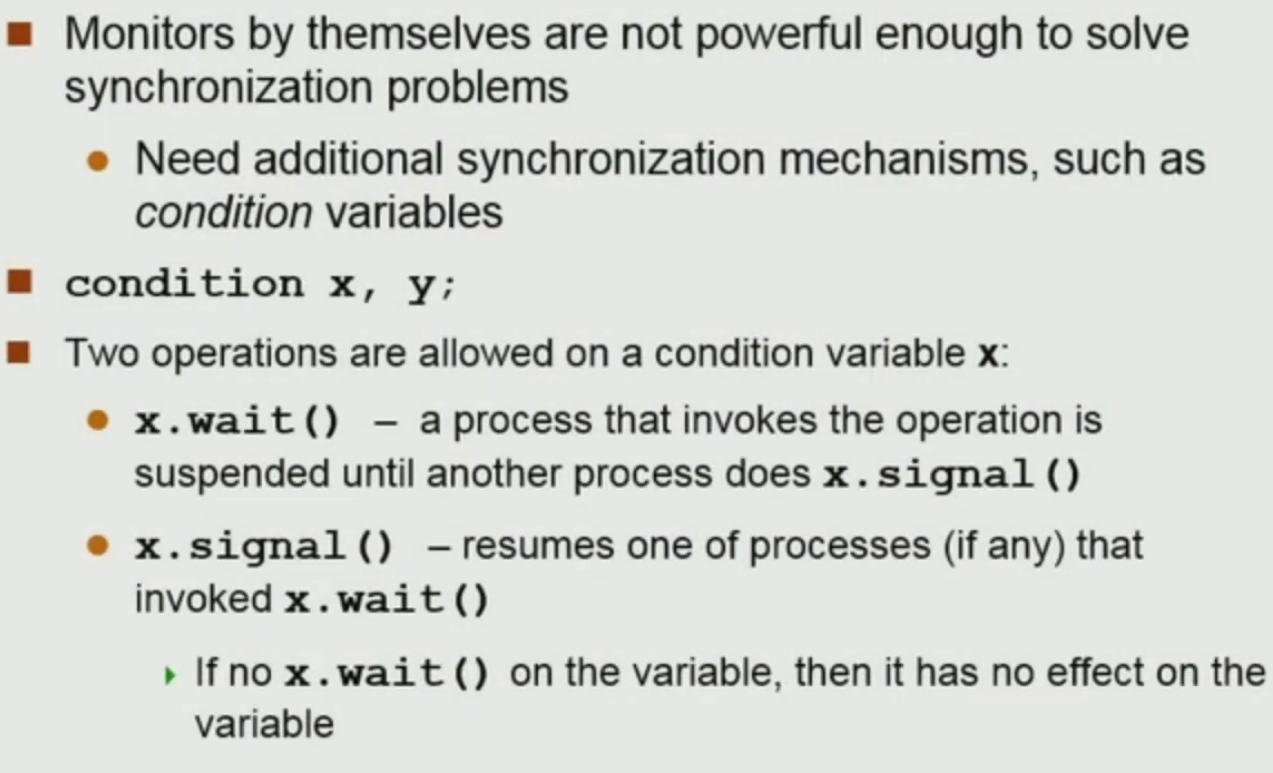 Monitors by themselves are not powerful enough to solve
synchronization problems
Need additional synchronization mechanisms, such as
condition variables
condition x, y;
Two operations are allowed on a condition variable x:
x.wait() – a process that invokes the operation is
suspended until another process does x.signal()
x.signal() – resumes one of processes (if any) that
invoked x.wait()
If no x.wait() on the variable, then it has no effect on the
variable